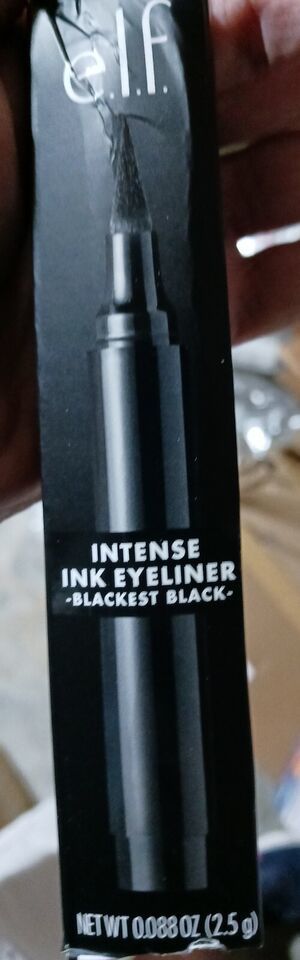 e.l.f.
INTENSE
INK EYELINER
-BLACKEST BLACK-
NET WT 0.088 OZ (2.5 g)